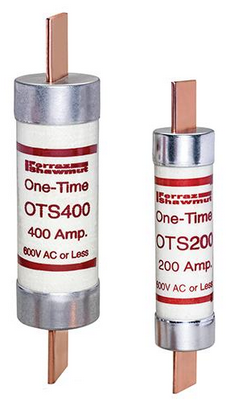 Ferraz
Shawmut
One-Time
OTS400
400 Amp.
600V AC or Less
Ferraz
Shawmut
One-Time
OTS200
200 Amp.
600V AC or Less